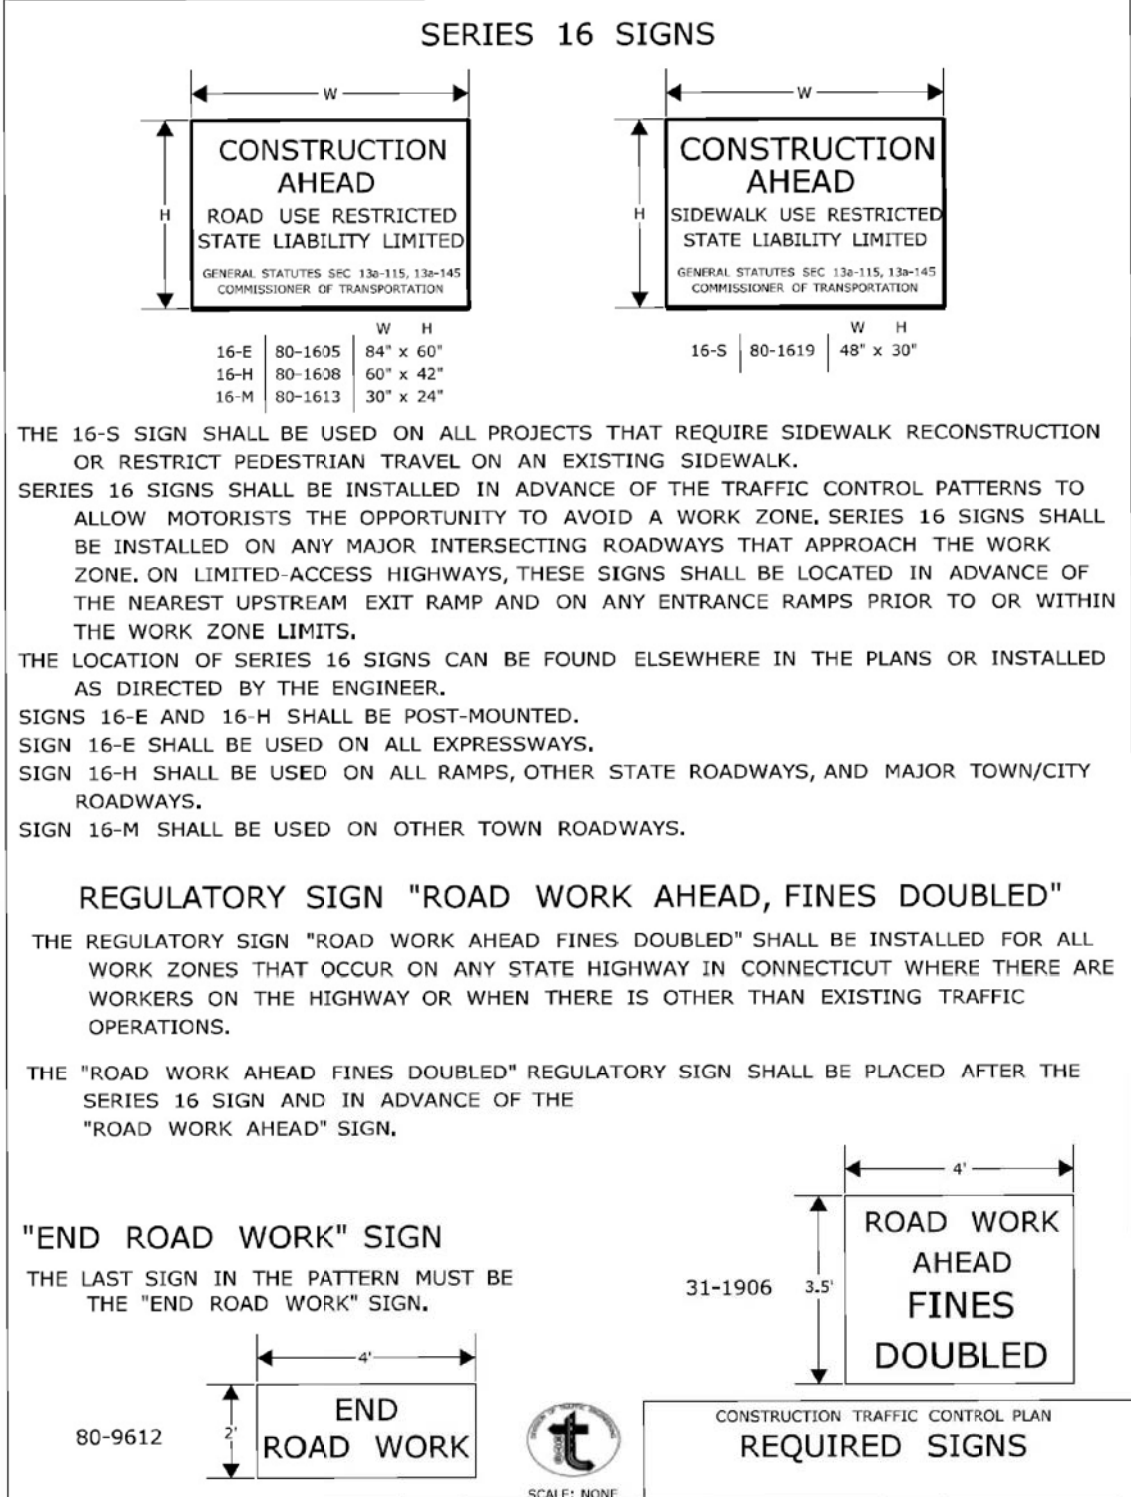 SERIES 16 SIGNS
W
H
CONSTRUCTION
AHEAD
ROAD USE RESTRICTED
STATE LIABILITY LIMITED
GENERAL STATUTES SEC 13a-115, 13a-145
COMMISSIONER OF TRANSPORTATION
W H
16-E 80-1605 84" x 60"
16-H 80-1608 60" x 42"
16-M 80-1613 30" x 24"
W
H
CONSTRUCTION
AHEAD
SIDEWALK USE RESTRICTED
STATE LIABILITY LIMITED
GENERAL STATUTES SEC 13a-115, 13a-145
COMMISSIONER OF TRANSPORTATION
W H
16-S 80-1619 48" x 30"
THE 16-S SIGN SHALL BE USED ON ALL PROJECTS THAT REQUIRE SIDEWALK RECONSTRUCTION
OR RESTRICT PEDESTRIAN TRAVEL ON AN EXISTING SIDEWALK.
SERIES 16 SIGNS SHALL BE INSTALLED IN ADVANCE OF THE TRAFFIC CONTROL PATTERNS TO
ALLOW MOTORISTS THE OPPORTUNITY TO AVOID A WORK ZONE. SERIES 16 SIGNS SHALL
BE INSTALLED ON ANY MAJOR INTERSECTING ROADWAYS THAT APPROACH THE WORK
ZONE. ON LIMITED-ACCESS HIGHWAYS, THESE SIGNS SHALL BE LOCATED IN ADVANCE OF
THE NEAREST UPSTREAM EXIT RAMP AND ON ANY ENTRANCE RAMPS PRIOR TO OR WITHIN
THE WORK ZONE LIMITS.
THE LOCATION OF SERIES 16 SIGNS CAN BE FOUND ELSEWHERE IN THE PLANS OR INSTALLED
AS DIRECTED BY THE ENGINEER.
SIGNS 16-E AND 16-H SHALL BE POST-MOUNTED.
SIGN 16-E SHALL BE USED ON ALL EXPRESSWAYS.
SIGN 16-H SHALL BE USED ON ALL RAMPS, OTHER STATE ROADWAYS, AND MAJOR TOWN/CITY
ROADWAYS.
SIGN 16-M SHALL BE USED ON OTHER TOWN ROADWAYS.
REGULATORY SIGN "ROAD WORK AHEAD, FINES DOUBLED"
THE REGULATORY SIGN "ROAD WORK AHEAD FINES DOUBLED" SHALL BE INSTALLED FOR ALL
WORK ZONES THAT OCCUR ON ANY STATE HIGHWAY IN CONNECTICUT WHERE THERE ARE
WORKERS ON THE HIGHWAY OR WHEN THERE IS OTHER THAN EXISTING TRAFFIC
OPERATIONS.
THE "ROAD WORK AHEAD FINES DOUBLED" REGULATORY SIGN SHALL BE PLACED AFTER THE
SERIES 16 SIGN AND IN ADVANCE OF THE
"ROAD WORK AHEAD" SIGN.
"END ROAD WORK" SIGN
THE LAST SIGN IN THE PATTERN MUST BE
THE "END ROAD WORK" SIGN.
4'
80-9612
2'
END
ROAD WORK
4'
31-1906
3.5'
ROAD WORK
AHEAD
FINES
DOUBLED
SCALE: NONE
CONSTRUCTION TRAFFIC CONTROL PLAN
REQUIRED SIGNS